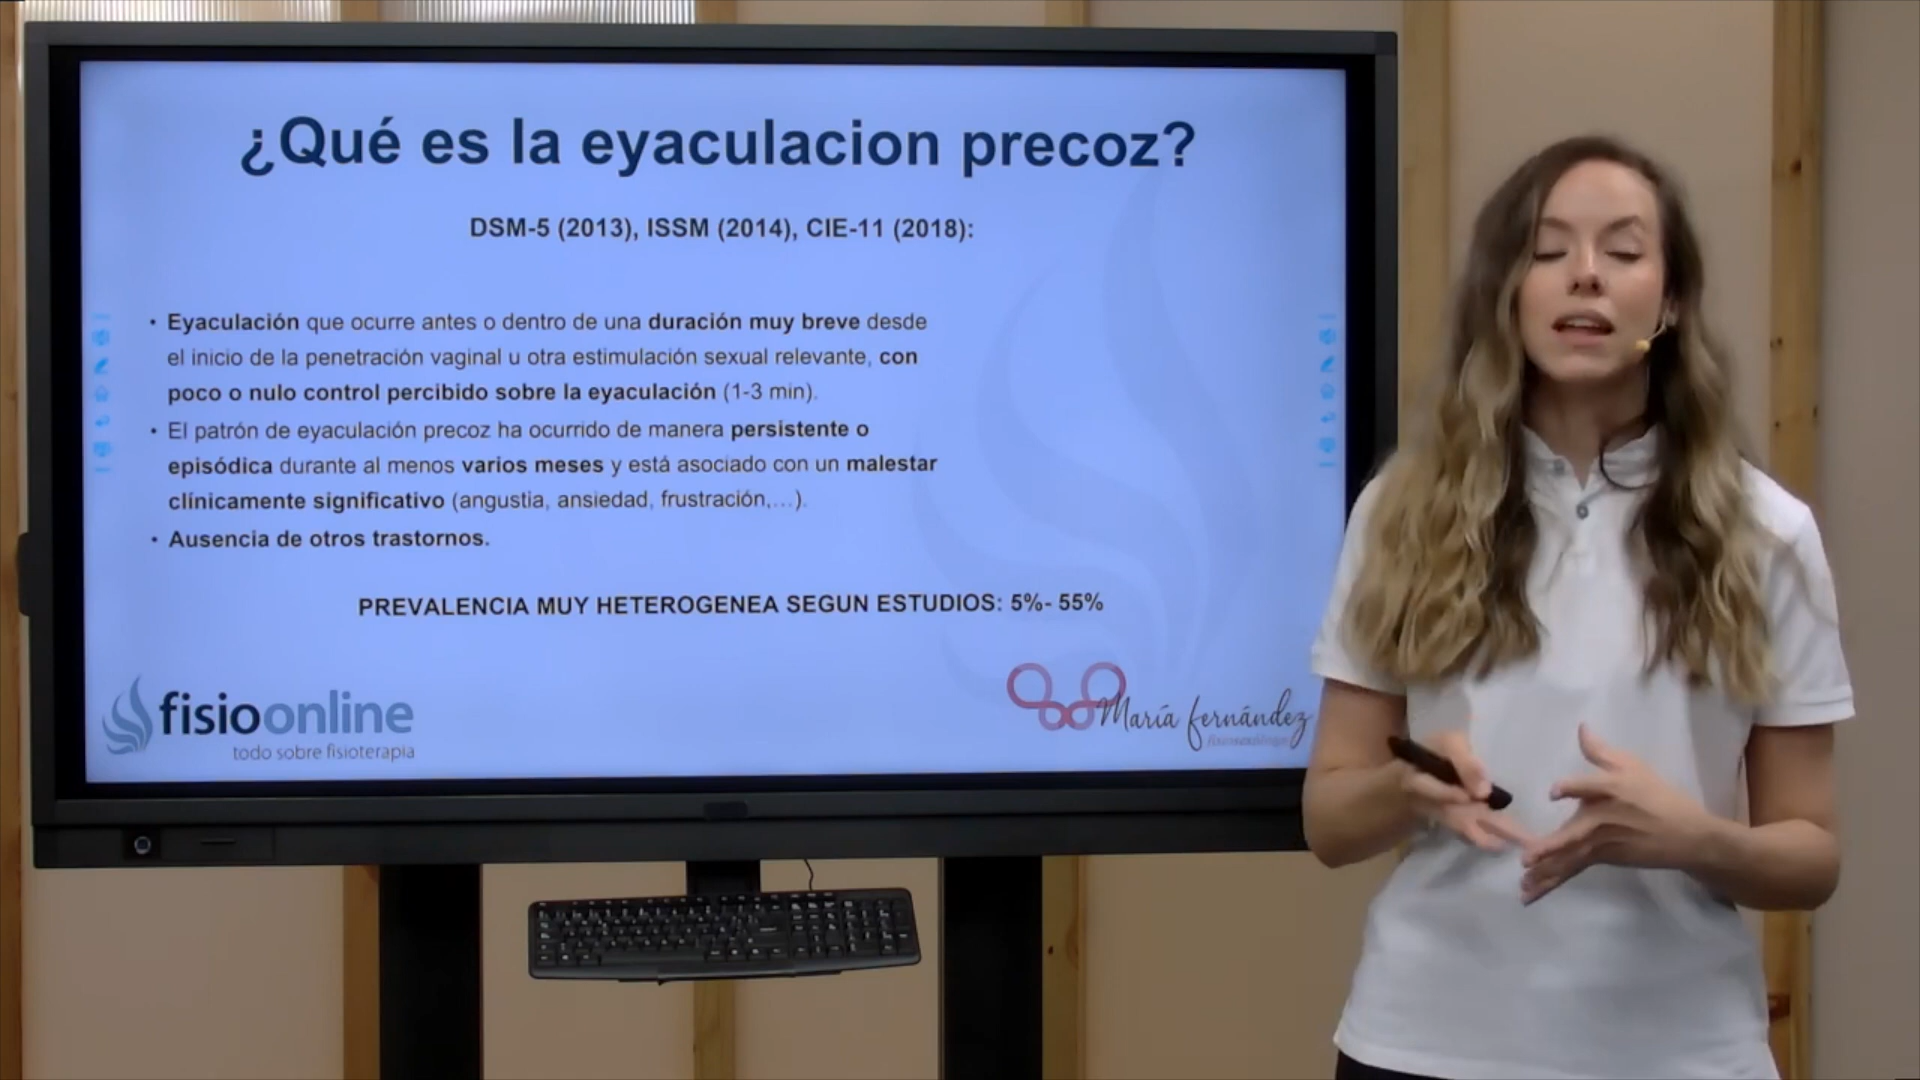 ¿Qué es la eyaculacion precoz?
DSM-5 (2013), ISSM (2014), CIE-11 (2018):
• Eyaculación que ocurre antes o dentro de una duración muy breve desde
el inicio de la penetración vaginal u otra estimulación sexual relevante, con
poco o nulo control percibido sobre la eyaculación (1-3 min).
• El patrón de eyaculación precoz ha ocurrido de manera persistente o
episódica durante al menos varios meses y está asociado con un malestar
clínicamente significativo (angustia, ansiedad, frustración,...).
• Ausencia de otros trastornos.
PREVALENCIA MUY HETEROGENEA SEGUN ESTUDIOS: 5%- 55%
fisioonline
todo sobre fisioterapia
María fernández